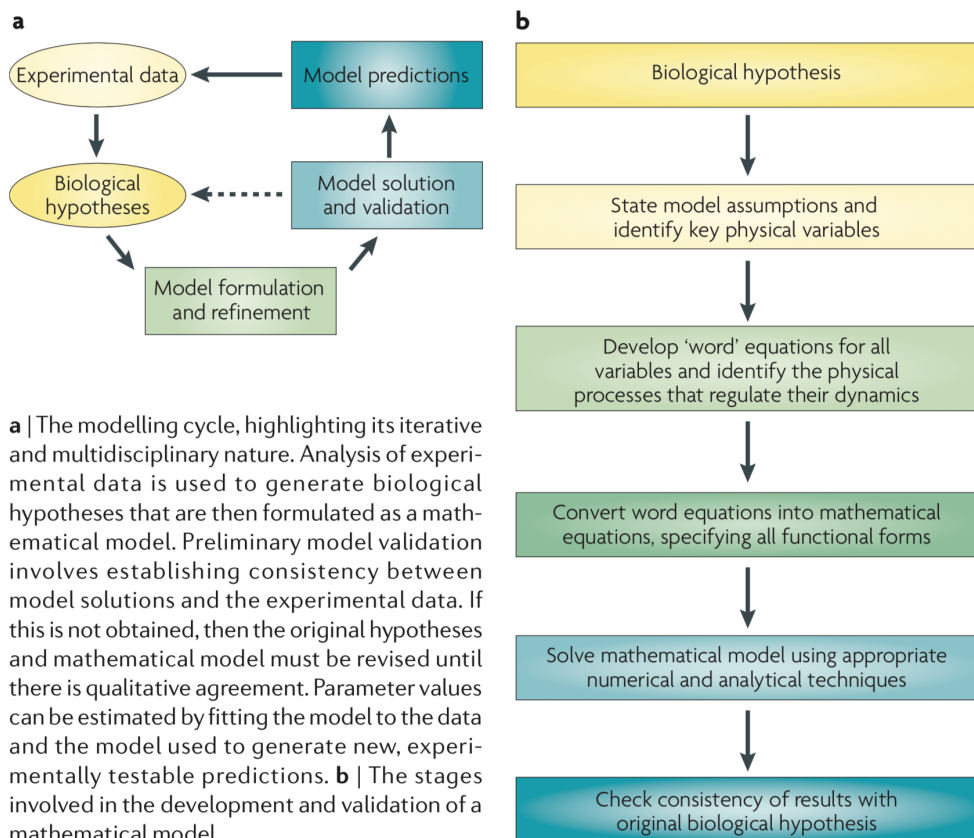 a
Experimental data
Model predictions
Biological
hypotheses
Model solution
and validation
Model formulation
and refinement
a | The modelling cycle, highlighting its iterative
and multidisciplinary nature. Analysis of experi-
mental data is used to generate biological
hypotheses that are then formulated as a math-
ematical model. Preliminary model validation
involves establishing consistency between
model solutions and the experimental data. If
this is not obtained, then the original hypotheses
and mathematical model must be revised until
there is qualitative agreement. Parameter values
can be estimated by fitting the model to the data
and the model used to generate new, experi-
mentally testable predictions. b | The stages
involved in the development and validation of a
mathematical model.
b
Biological hypothesis
State model assumptions and
identify key physical variables
Develop ‘word’ equations for all
variables and identify the physical
processes that regulate their dynamics
Convert word equations into mathematical
equations, specifying all functional forms
Solve mathematical model using appropriate
numerical and analytical techniques
Check consistency of results with
original biological hypothesis